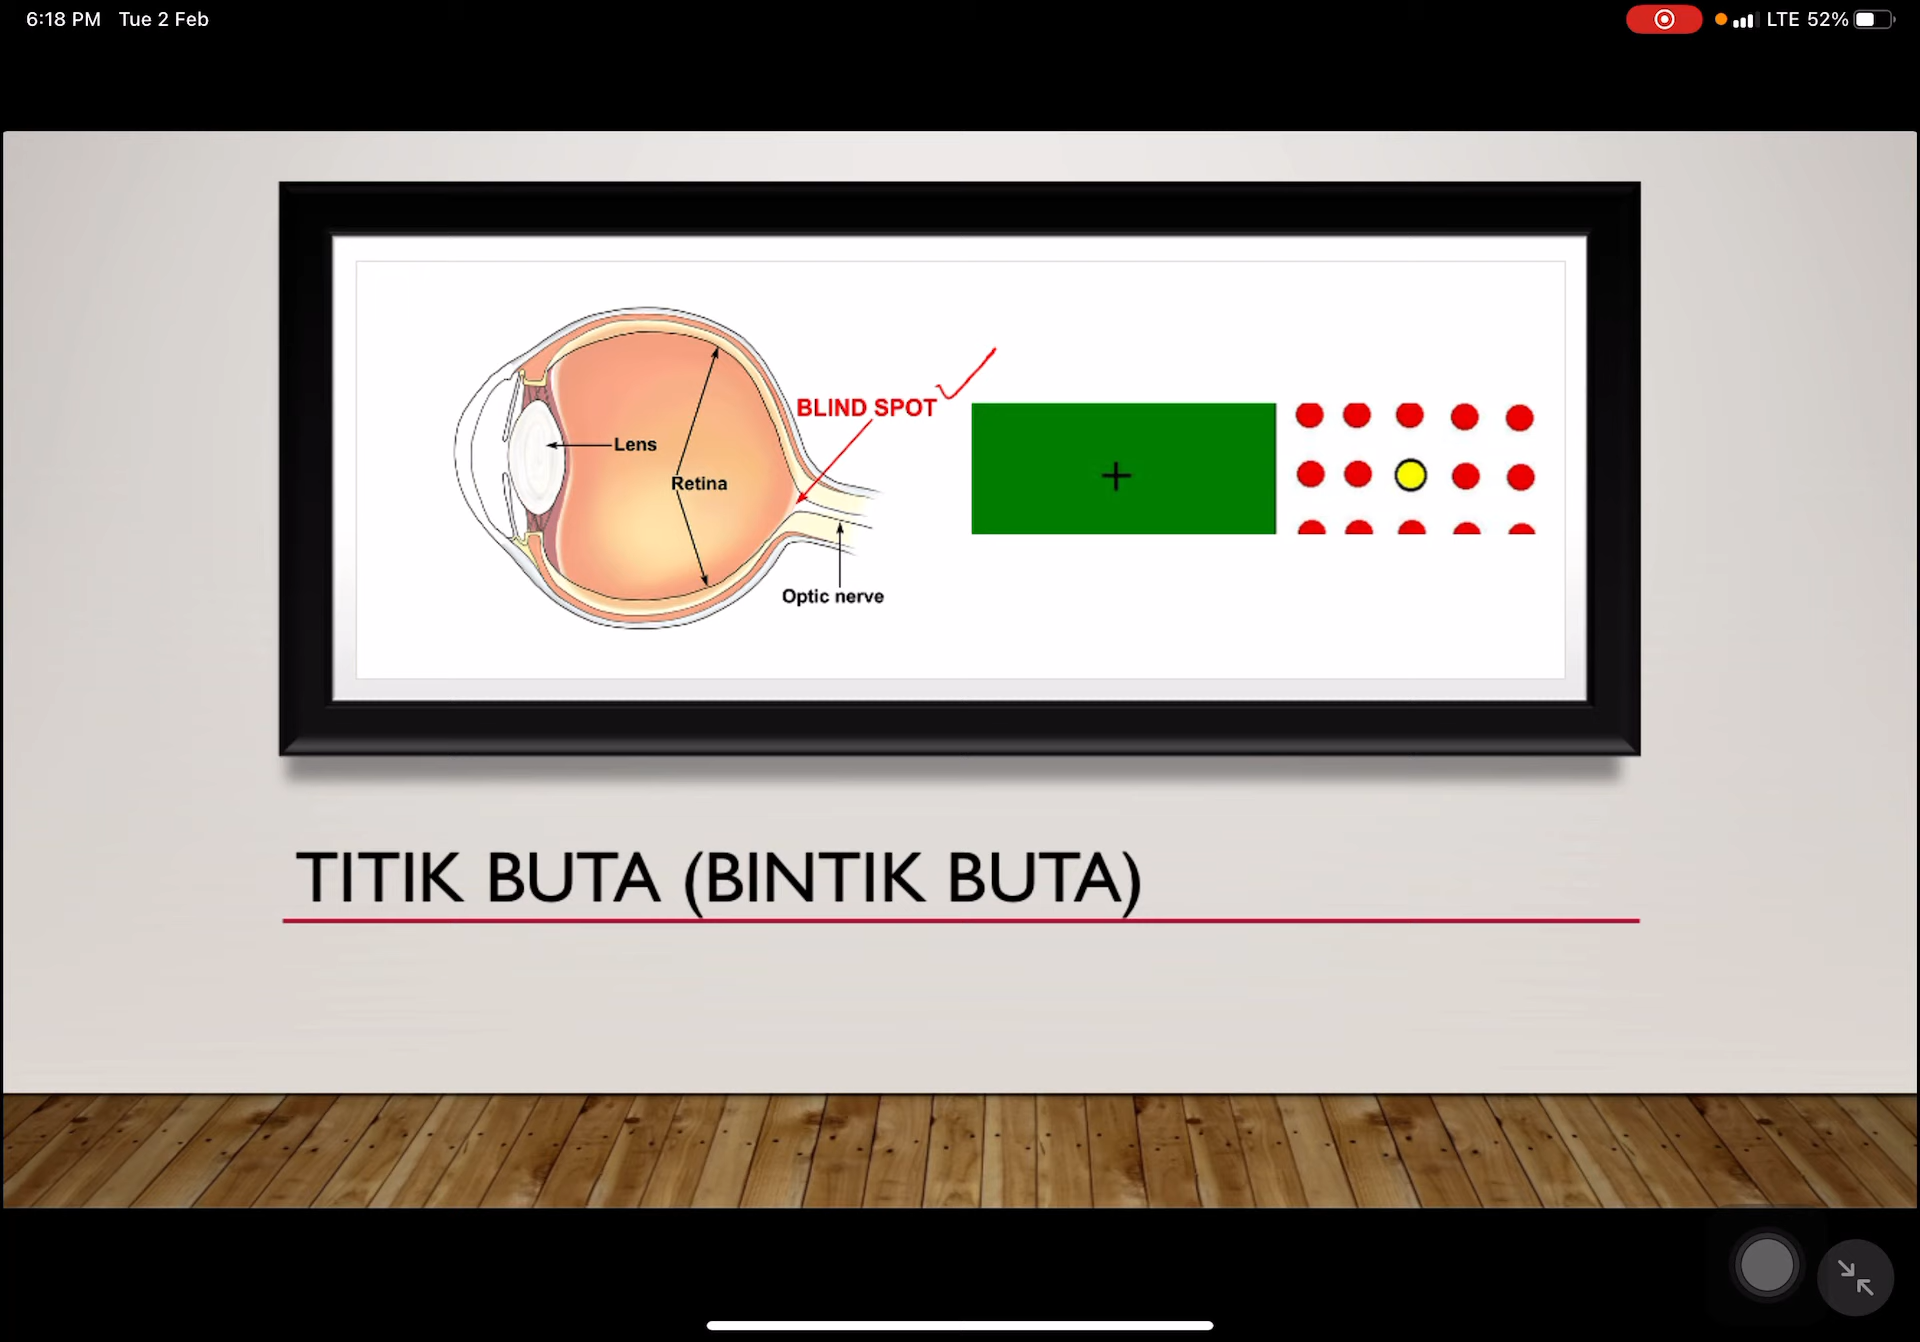 6:18 PM Tue 2 Feb
LTE 52%
BLIND SPOT
Lens
Retina
Optic nerve
TITIK BUTA (BINTIK BUTA)